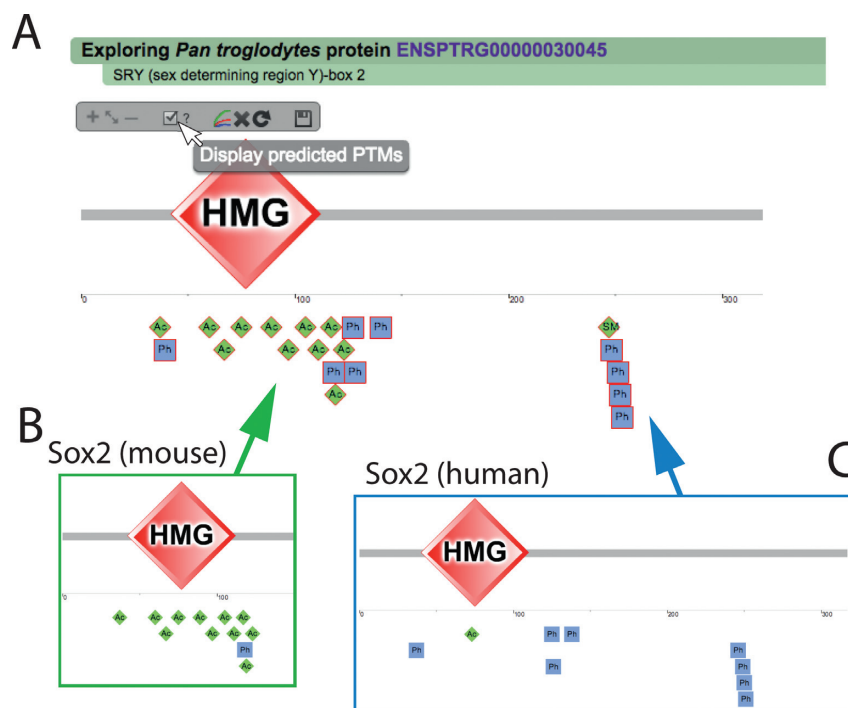 A
Exploring Pan troglodytes protein ENSPTRG00000030045
SRY (sex determining region Y)-box 2
?
Display predicted PTMs
HMG
0 100 200 300
Ac Ac Ac Ac Ac Ac Ph Ph SM
Ph Ac Ac Ac Ac Ph
Ph Ph Ph
Ac Ph
Ph
B
Sox2 (mouse)
HMG
0 100
Ac Ac Ac Ac Ac Ac
Ac Ac Ac Ac
Ph
Ac
C
Sox2 (human)
HMG
0 100 200 300
Ac Ph Ph
Ph Ph Ph
Ph
Ph
Ph